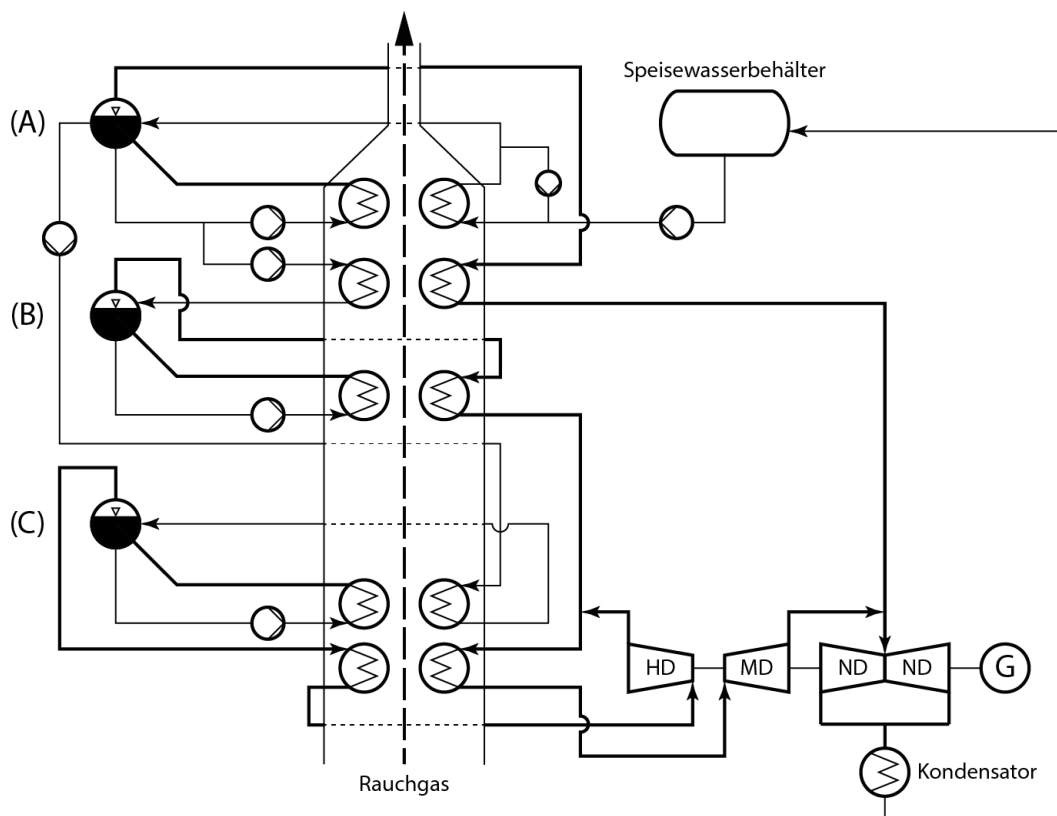 Speisewasserbehälter
(A)
(B)
(C)
HD
MD
ND
ND
G
Rauchgas
Kondensator